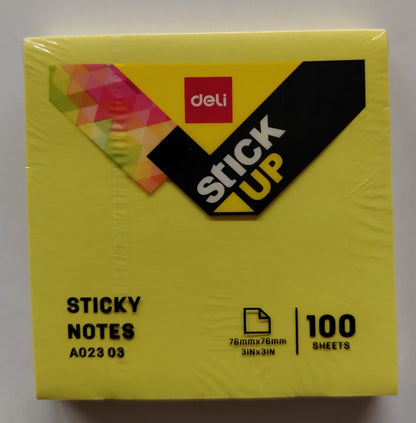 deli
STICK
UP
STICKY
NOTES
A023 03
76mmx76mm
3INx3IN
100
SHEETS